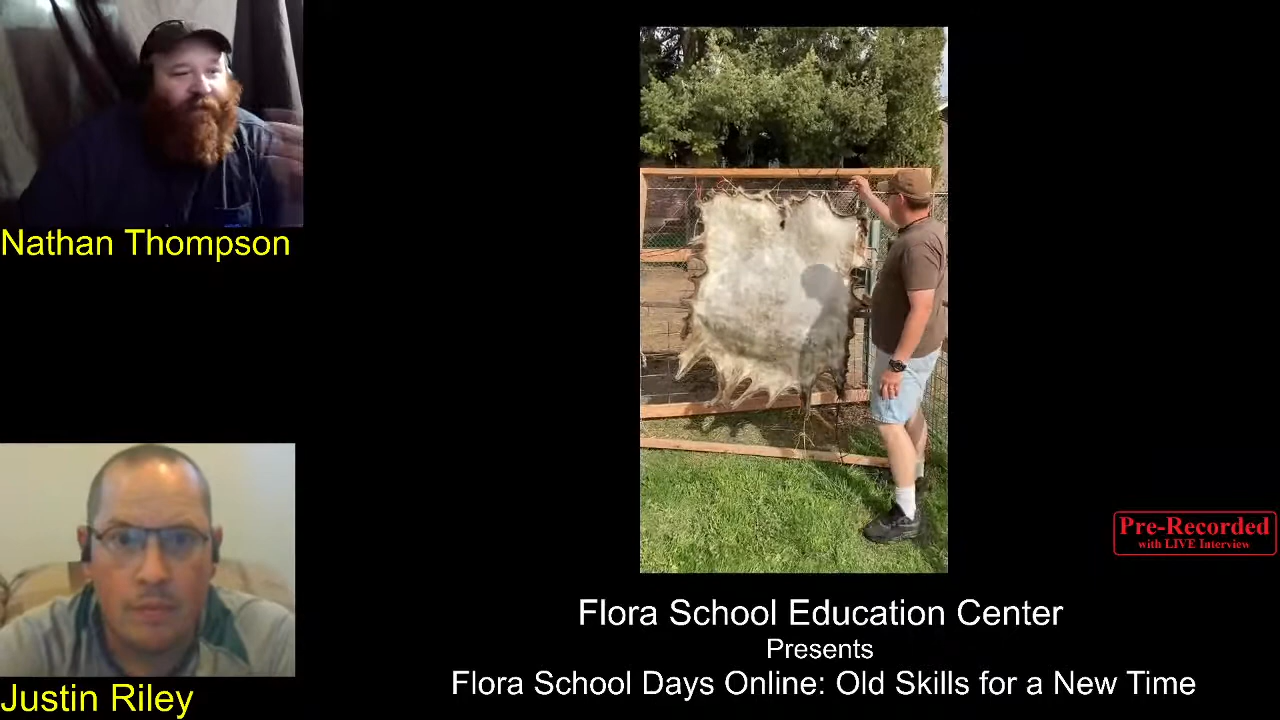 Nathan Thompson
Justin Riley
Pre-Recorded
with LIVE Interview
Flora School Education Center
Presents
Flora School Days Online: Old Skills for a New Time